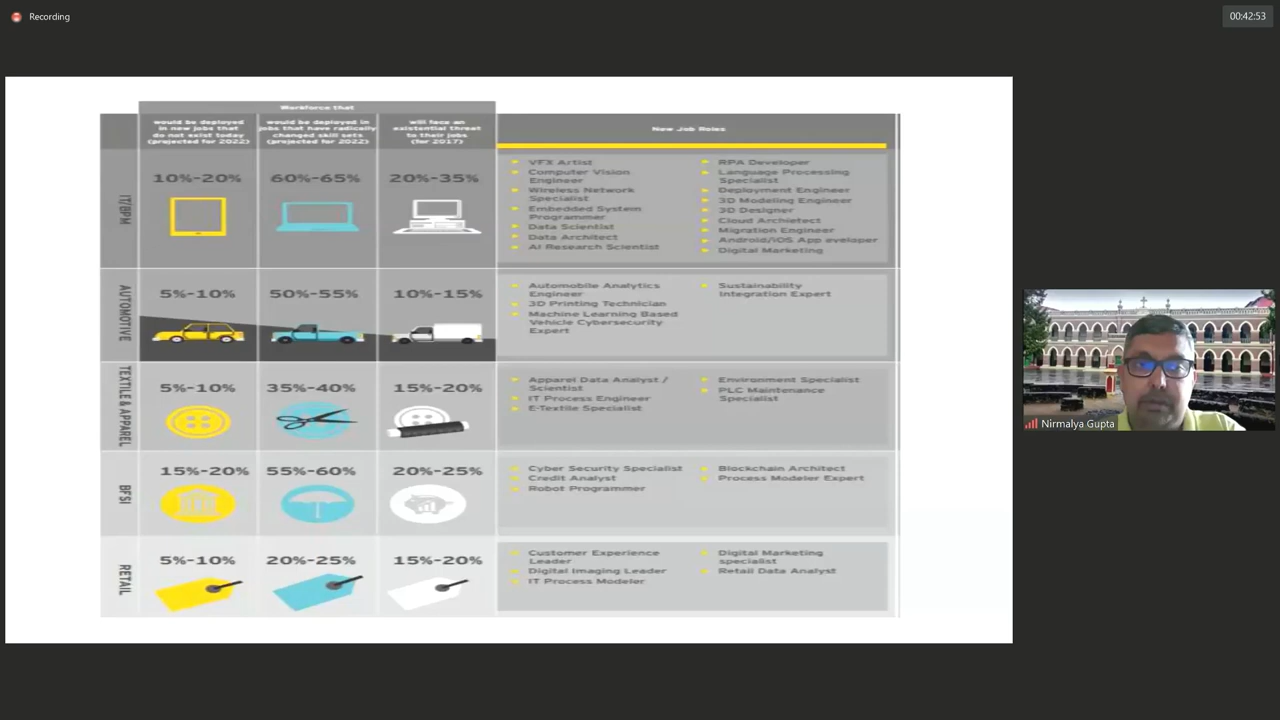 Recording
00:42:53
Workforce that
would be deployed
in new jobs that
do not exist today
(projected for 2022)
would be deployed in
jobs that have radically
changed skill sets
(projected for 2022)
will face an
existential threat
to their jobs
(for 2017)
New Job Roles
IT/BPM
10%-20%
60%-65%
20%-35%
VFX Artist
Computer Vision
Engineer
Wireless Network
Specialist
Embedded System
Programmer
Data Scientist
Data Architect
AI Research Scientist
RPA Developer
Language Processing
Specialist
Deployment Engineer
3D Modeling Engineer
3D Designer
Cloud Architect
Migration Engineer
Android/iOS App eveloper
Digital Marketing
AUTOMOTIVE
5%-10%
50%-55%
10%-15%
Automobile Analytics
Engineer
3D Printing Technician
Machine Learning Based
Vehicle Cybersecurity
Expert
Sustainability
Integration Expert
TEXTILE & APPAREL
5%-10%
35%-40%
15%-20%
Apparel Data Analyst /
Scientist
IT Process Engineer
E-Textile Specialist
Environment Specialist
PLC Maintenance
Specialist
BFSI
15%-20%
55%-60%
20%-25%
Cyber Security Specialist
Credit Analyst
Robot Programmer
Blockchain Architect
Process Modeler Expert
RETAIL
5%-10%
20%-25%
15%-20%
Customer Experience
Leader
Digital Imaging Leader
IT Process Modeler
Digital Marketing
specialist
Retail Data Analyst
Nirmalya Gupta